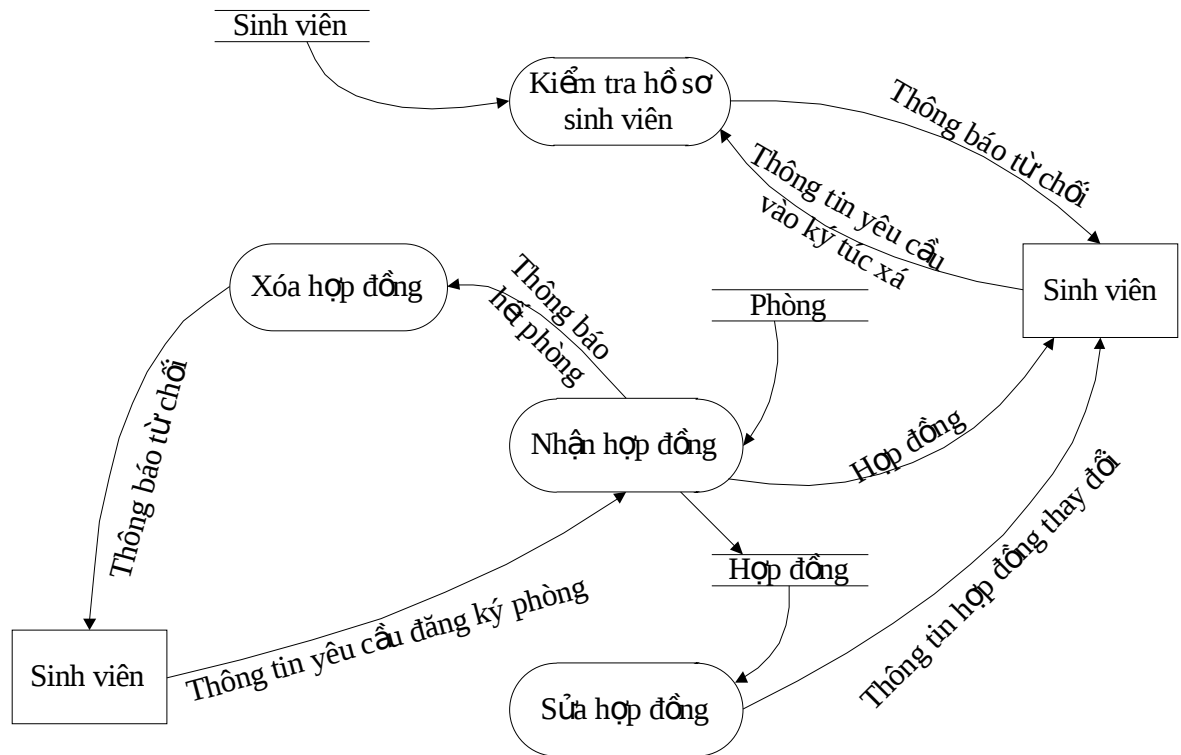 Sinh viên
Kiểm tra hồ sơ
sinh viên
Thông báo từ chối
Thông tin yêu cầu
vào ký túc xá
Sinh viên
Xóa hợp đồng
Thông báo
hết phòng
Phòng
Thông báo từ chối
Nhận hợp đồng
Hợp đồng
Hợp đồng
Thông tin hợp đồng thay đổi
Sinh viên
Thông tin yêu cầu đăng ký phòng
Sửa hợp đồng